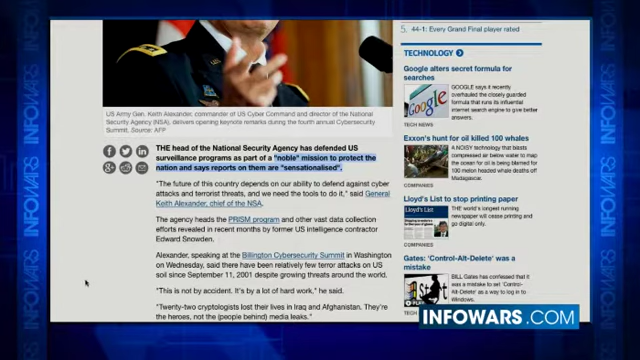 INFOWARS
US Army Gen. Keith Alexander, commander of US Cyber Command and director of the National
Security Agency (NSA), delivers opening keynote remarks during the fourth annual Cybersecurity
Summit. Source: AFP
THE head of the National Security Agency has defended US
surveillance programs as part of a "noble" mission to protect the
nation and says reports on them are "sensationalised".
"The future of this country depends on our ability to defend against cyber
attacks and terrorist threats, and we need the tools to do it," said General
Keith Alexander, chief of the NSA.
The agency heads the PRISM program and other vast data collection
efforts revealed in recent months by former US intelligence contractor
Edward Snowden.
Alexander, speaking at the Billington Cybersecurity Summit in Washington
on Wednesday, said there have been relatively few terror attacks on US
soil since September 11, 2001 despite growing threats around the world.
"This is not by accident. It's by a lot of hard work," he said.
"Twenty-two cryptologists lost their lives in Iraq and Afghanistan. They're
the heroes, not the (people behind) media leaks."
5. 44-1: Every Grand Final player rated
TECHNOLOGY
Google alters secret formula for
searches
Google
GOOGLE says it recently
overhauled the closely guarded
formula that runs its influential
internet search engine to give better
answers.
TECH NEWS
Exxon's hunt for oil killed 100 whales
A NOISY technology that blasts
compressed air below water to map
the ocean for oil is being blamed for
100 melon headed whale deaths off
Madagascar.
COMPANIES
Lloyd's List to stop printing paper
Lloyd's List
THE world's longest running
newspaper will cease printing and
go digital only.
COMPANIES
Gates: 'Control-Alt-Delete' was a
mistake
BILL Gates has confessed that it
was a mistake to set "Control-
Alt-Delete" as a way to log in to
Windows.
TECH
INFOWARS.COM